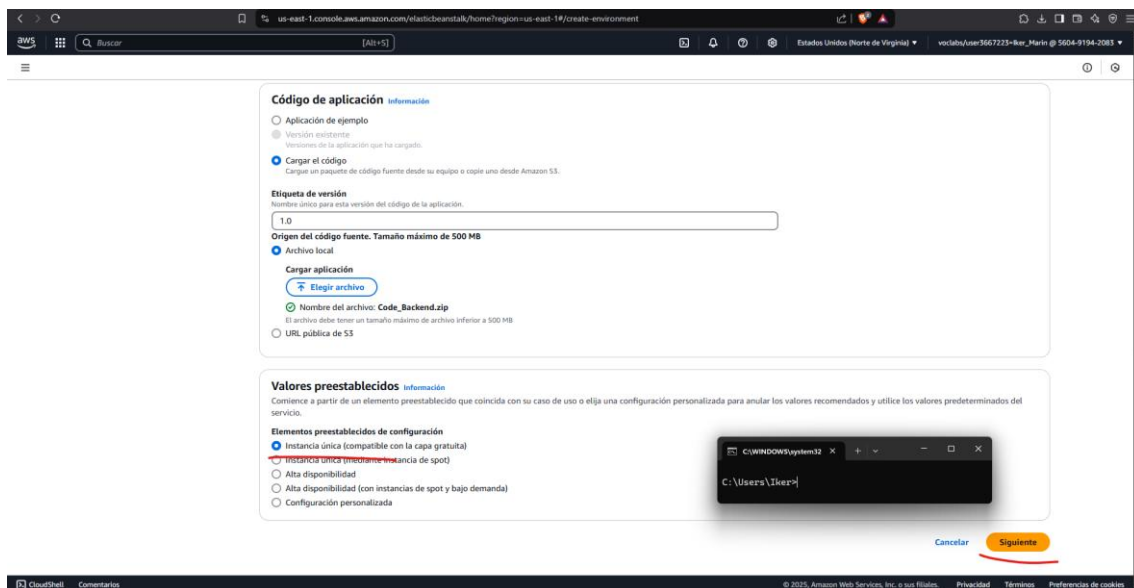 us-east-1.console.aws.amazon.com/elasticbeanstalk/home?region=us-east-1#/create-environment
aws
Buscar
[Alt+S]
Estados Unidos (Norte de Virginia)
voclabs/user3667223=Iker_Marin @ 5604-9194-2083
Código de aplicación Información
Aplicación de ejemplo
Versión existente
Versiones de la aplicación que ha cargado
Cargar el código
Cargue un paquete de código fuente desde su equipo o copie uno desde Amazon S3.
Etiqueta de versión
Nombre único para esta versión del código de la aplicación.
1.0
Origen del código fuente. Tamaño máximo de 500 MB
Archivo local
Cargar aplicación
Elegir archivo
Nombre del archivo: Code_Backend.zip
El archivo debe tener un tamaño máximo de archivo inferior a 500 MB
URL pública de S3
Valores preestablecidos Información
Comience a partir de un elemento preestablecido que coincida con su caso de uso o elija una configuración personalizada para anular los valores recomendados y utilice los valores predeterminados del
servicio.
Elementos preestablecidos de configuración
Instancia única (compatible con la capa gratuita)
Instancia única (mediante instancia de spot)
Alta disponibilidad
Alta disponibilidad (con instancias de spot y bajo demanda)
Configuración personalizada
C:\WINDOWS\system32
C:\Users\Iker>
Cancelar
Siguiente
CloudShell Comentarios
© 2025, Amazon Web Services, Inc. o sus filiales. Privacidad Términos Preferencias de cookies